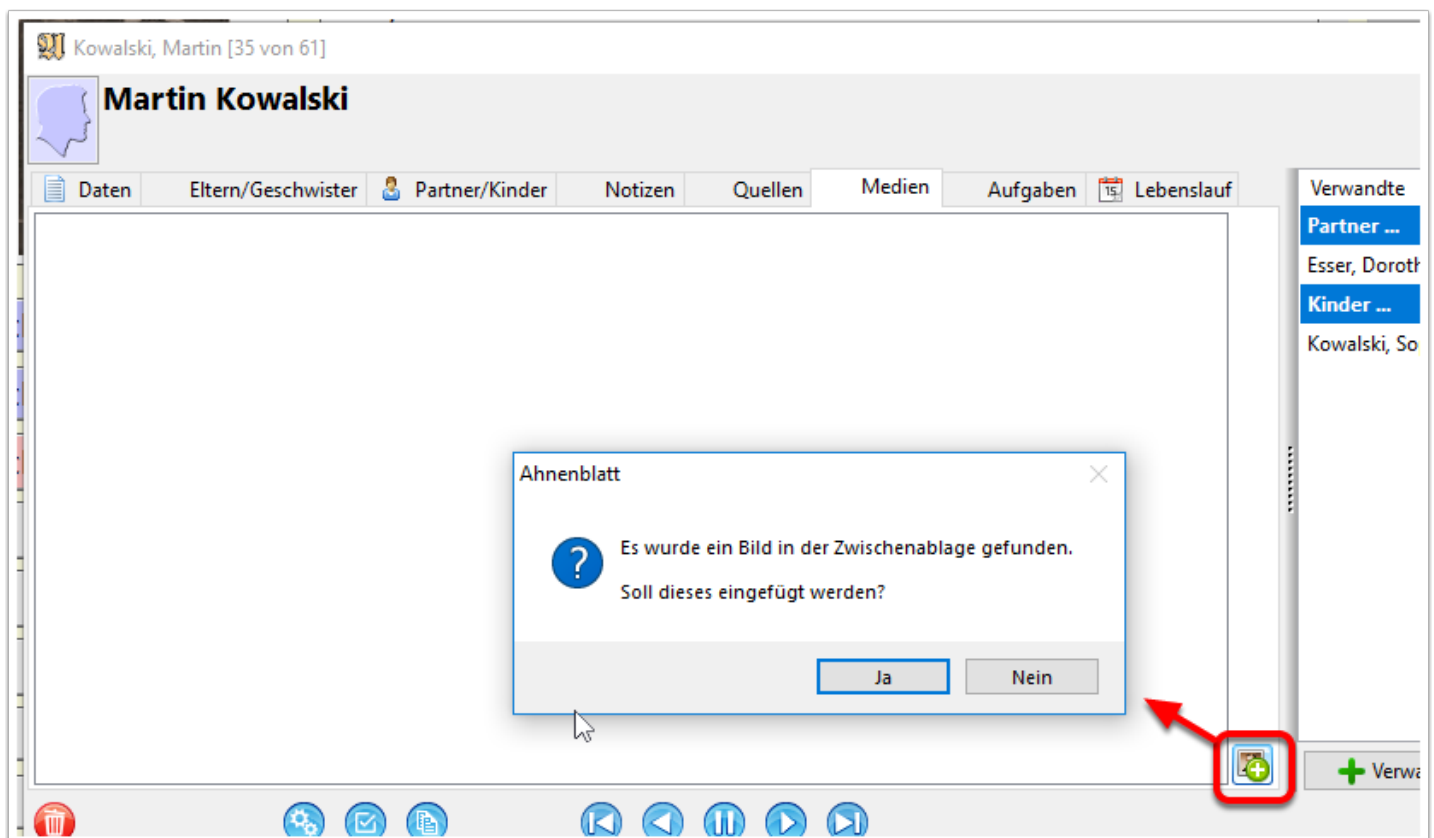 Kowalski, Martin [35 von 61]
Martin Kowalski
Daten Eltern/Geschwister Partner/Kinder Notizen Quellen Medien Aufgaben 15 Lebenslauf
Verwandte
Partner ...
Esser, Doroth
Kinder ...
Kowalski, So
Ahnenblatt
Es wurde ein Bild in der Zwischenablage gefunden.
Soll dieses eingefügt werden?
Ja Nein
Verwa